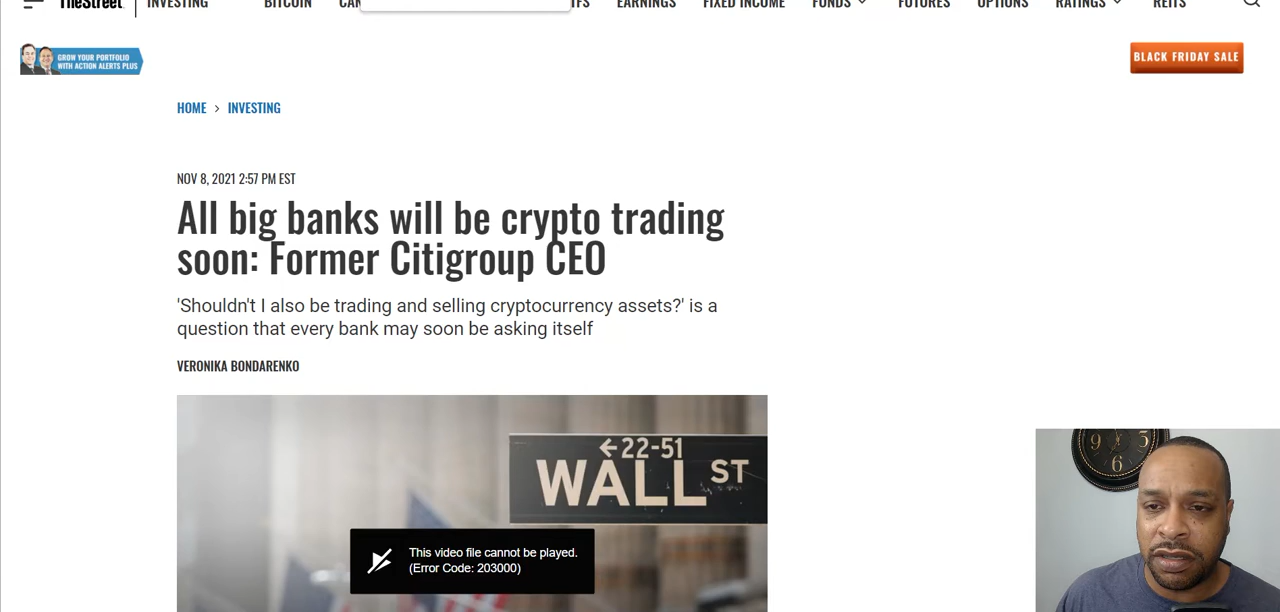 TheStreet INVESTING BITCOIN EARNINGS FIXED INCOME FUNDS FUTURES OPTIONS RATINGS REITS
GROW YOUR PORTFOLIO
WITH ACTION ALERTS PLUS
BLACK FRIDAY SALE
HOME > INVESTING
NOV 8, 2021 2:57 PM EST
All big banks will be crypto trading
soon: Former Citigroup CEO
'Shouldn't I also be trading and selling cryptocurrency assets?' is a
question that every bank may soon be asking itself
VERONIKA BONDARENKO
22-51
WALL ST
This video file cannot be played.
(Error Code: 203000)
9 3
6